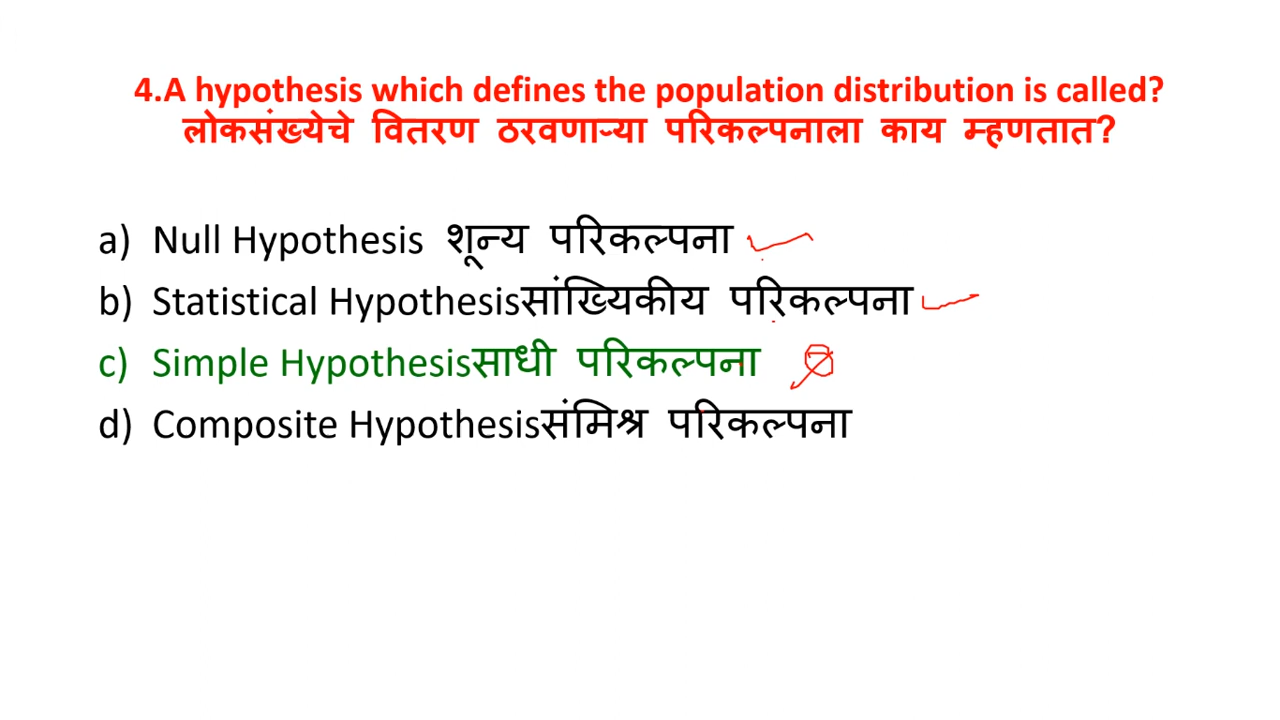 4.A hypothesis which defines the population distribution is called?
लोकसंख्येचे वितरण ठरवणाऱ्या परिकल्पनाला काय म्हणतात?
a) Null Hypothesis शून्य परिकल्पना
b) Statistical Hypothesisसांख्यिकीय परिकल्पना
c) Simple Hypothesisसाधी परिकल्पना
d) Composite Hypothesisसंमिश्र परिकल्पना